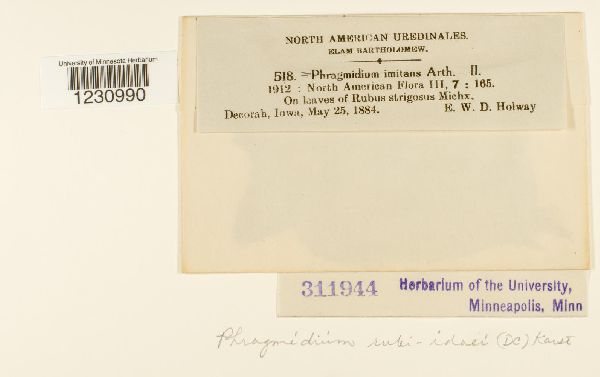 NORTH AMERICAN UREDINALES.
ELAM BARTHOLOMEW.
518. =Phragmidium imitans Arth. II.
1912 : North American Flora III, 7 : 165.
On leaves of Rubus strigosus Michx.
Decorah, Iowa, May 25, 1884. E. W. D. Holway
University of Minnesota Herbarium
1230990
311944 Herbarium of the University,
Minneapolis, Minn
Phragmidium rubi-idaei (DC) Karst